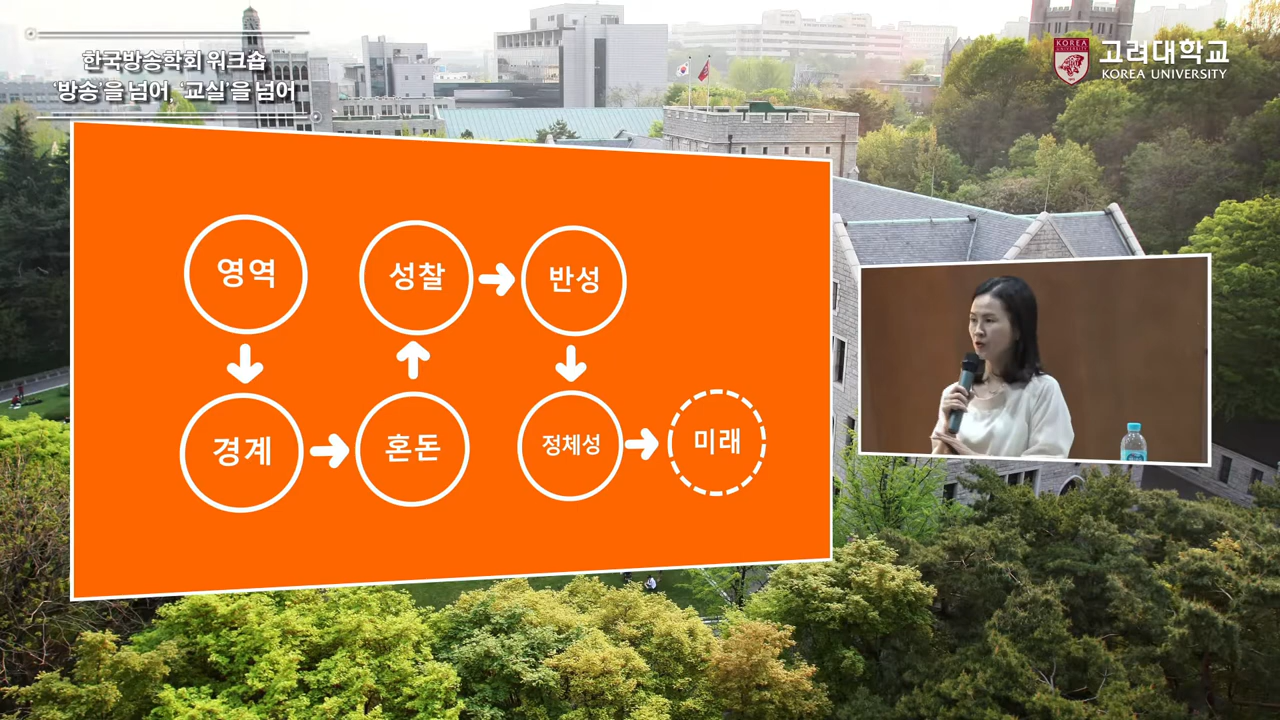 한국방송학회 워크숍
'방송'을 넘어, '교실'을 넘어
KOREA
UNIVERSITY
고려대학교
KOREA UNIVERSITY
영역
성찰
반성
경계
혼돈
정체성
미래